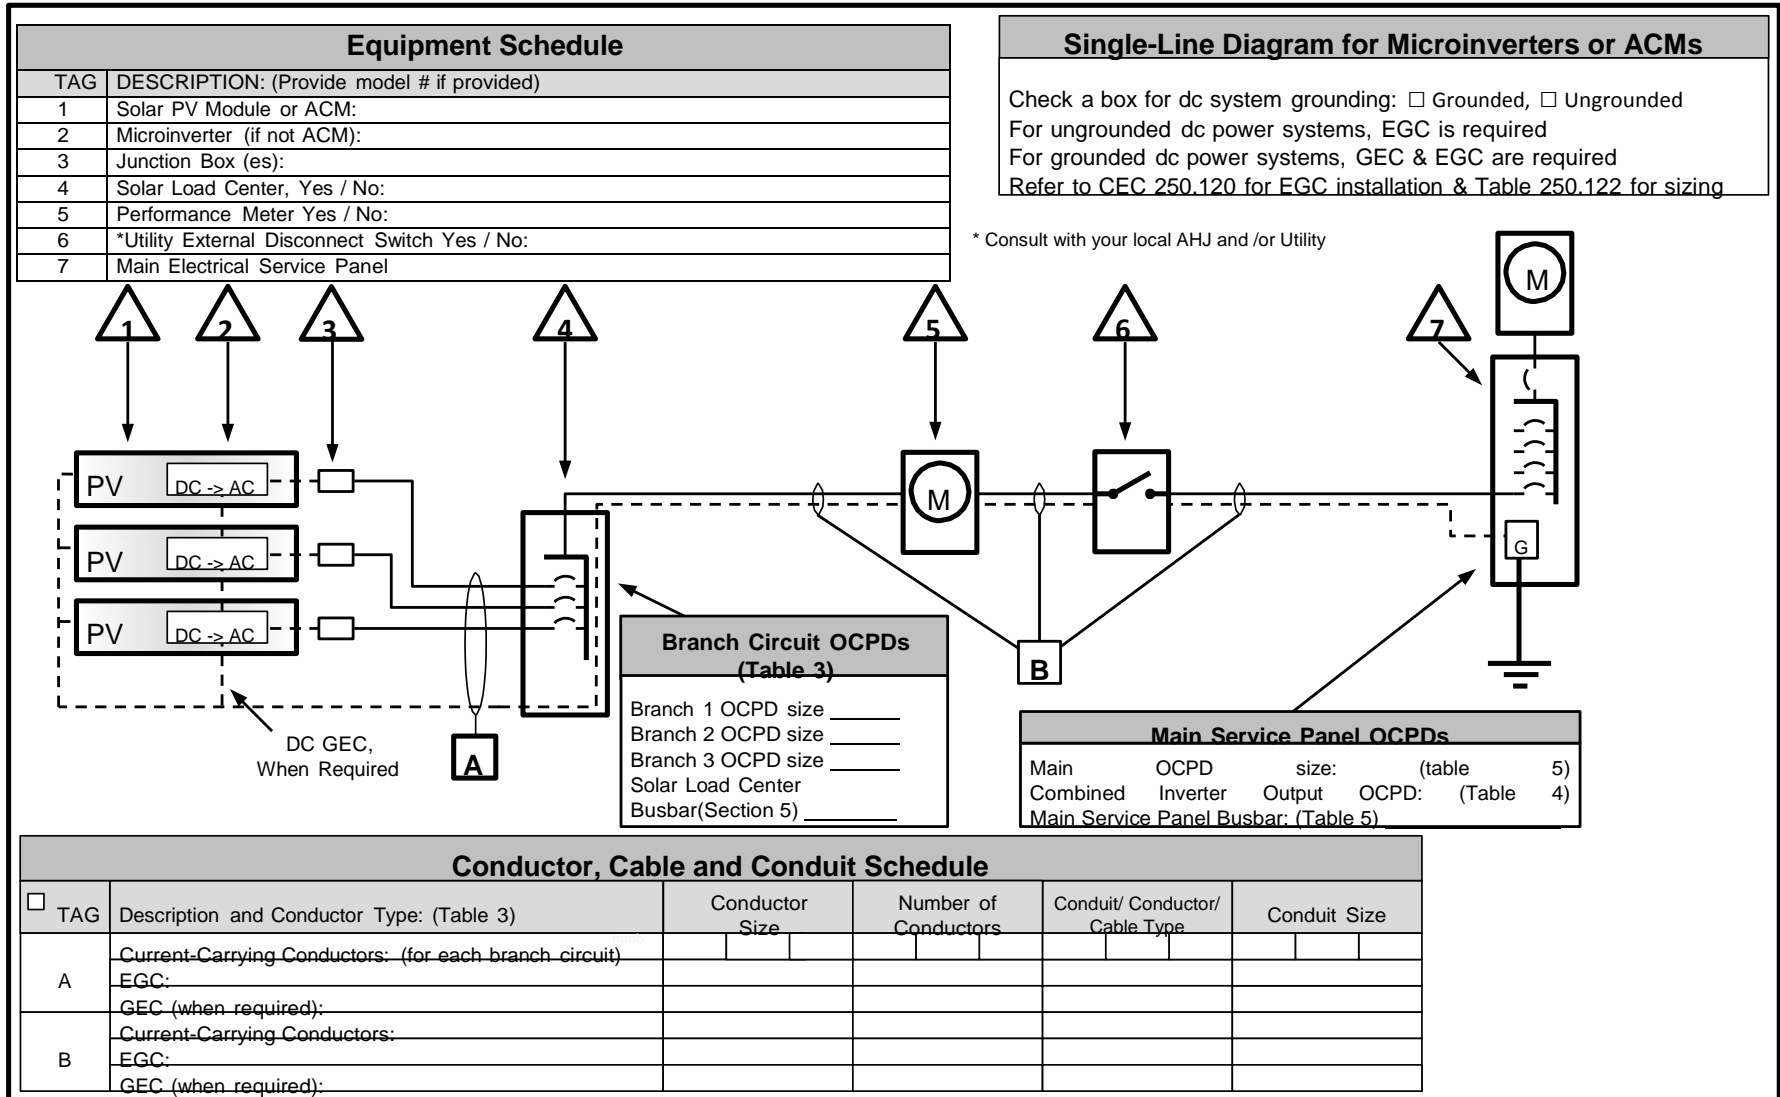 Equipment Schedule
TAG DESCRIPTION: (Provide model # if provided)
1 Solar PV Module or ACM:
2 Microinverter (if not ACM):
3 Junction Box (es):
4 Solar Load Center, Yes / No:
5 Performance Meter Yes / No:
6 *Utility External Disconnect Switch Yes / No:
7 Main Electrical Service Panel
Single-Line Diagram for Microinverters or ACMs
Check a box for dc system grounding: ☐ Grounded, ☐ Ungrounded
For ungrounded dc power systems, EGC is required
For grounded dc power systems, GEC & EGC are required
Refer to CEC 250.120 for EGC installation & Table 250.122 for sizing
* Consult with your local AHJ and /or Utility
M
1 2 3 4 5 6 7
PV DC -> AC
M
PV DC -> AC
G
PV DC -> AC
DC GEC,
When Required
A
B
Branch Circuit OCPDs
(Table 3)
Branch 1 OCPD size ______
Branch 2 OCPD size ______
Branch 3 OCPD size ______
Solar Load Center
Busbar(Section 5) ________
Main Service Panel OCPDs
Main OCPD size: (table 5)
Combined Inverter Output OCPD: (Table 4)
Main Service Panel Busbar: (Table 5)________________
Conductor, Cable and Conduit Schedule
☐ TAG Description and Conductor Type: (Table 3)
Conductor
Size
Number of
Conductors
Conduit/ Conductor/
Cable Type
Conduit Size
A
Current-Carrying Conductors: (for each branch circuit)
EGC:
GEC (when required):
B
Current-Carrying Conductors:
EGC:
GEC (when required):